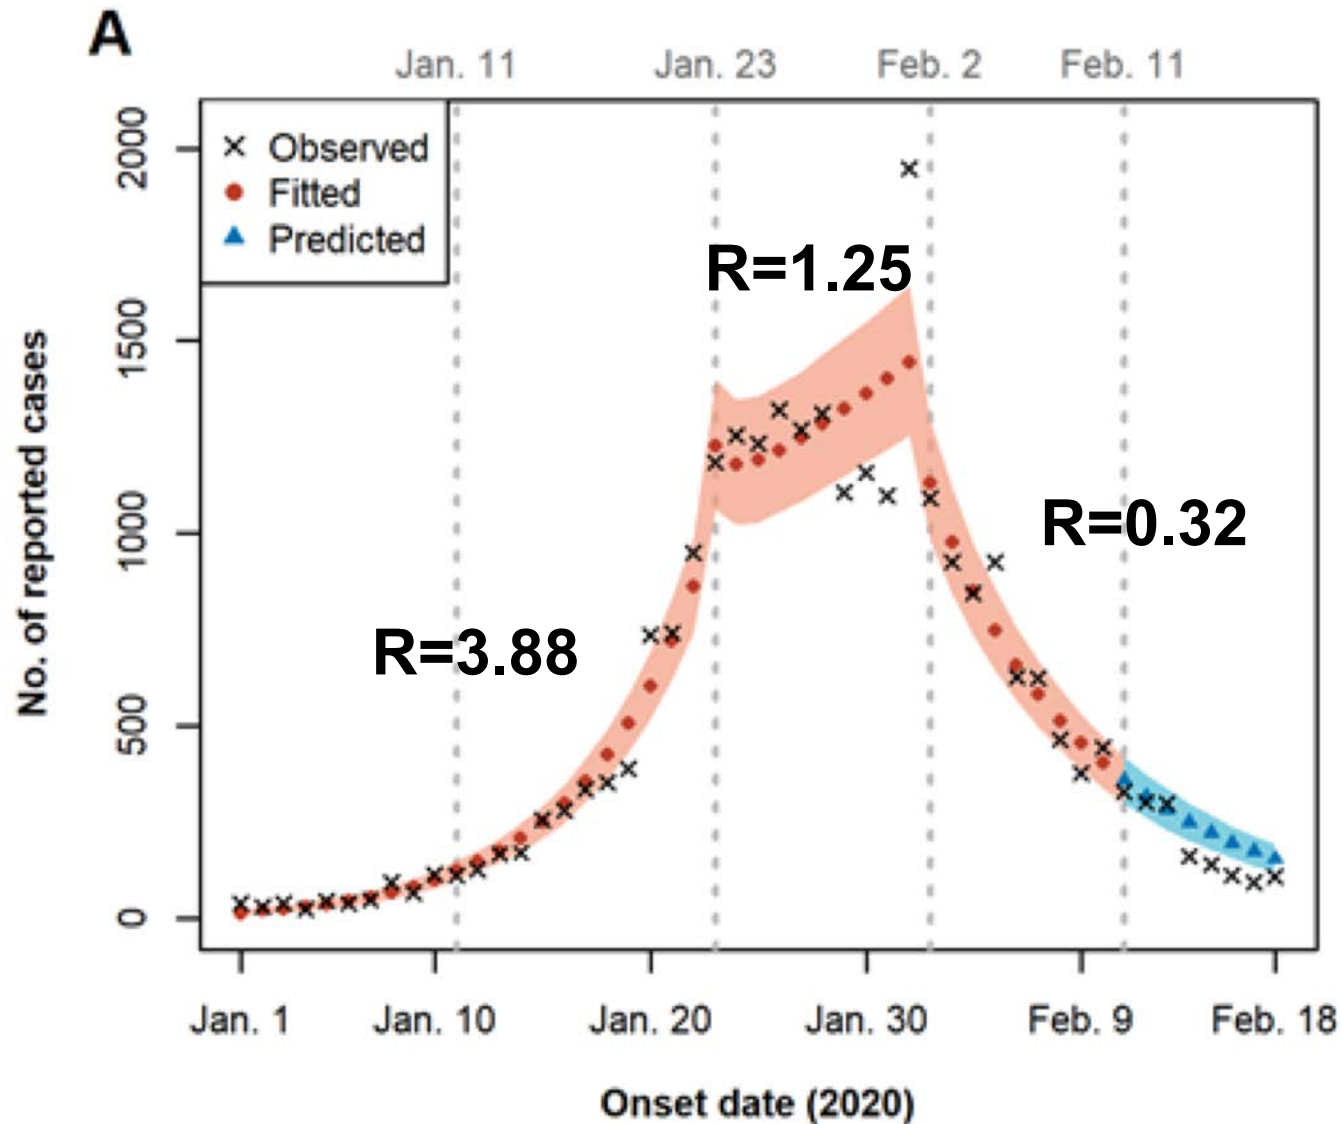 A
Jan. 11 Jan. 23 Feb. 2 Feb. 11
Observed
Fitted
Predicted
2000
1500
1000
500
0
No. of reported cases
R=1.25
R=0.32
R=3.88
Jan. 1 Jan. 10 Jan. 20 Jan. 30 Feb. 9 Feb. 18
Onset date (2020)